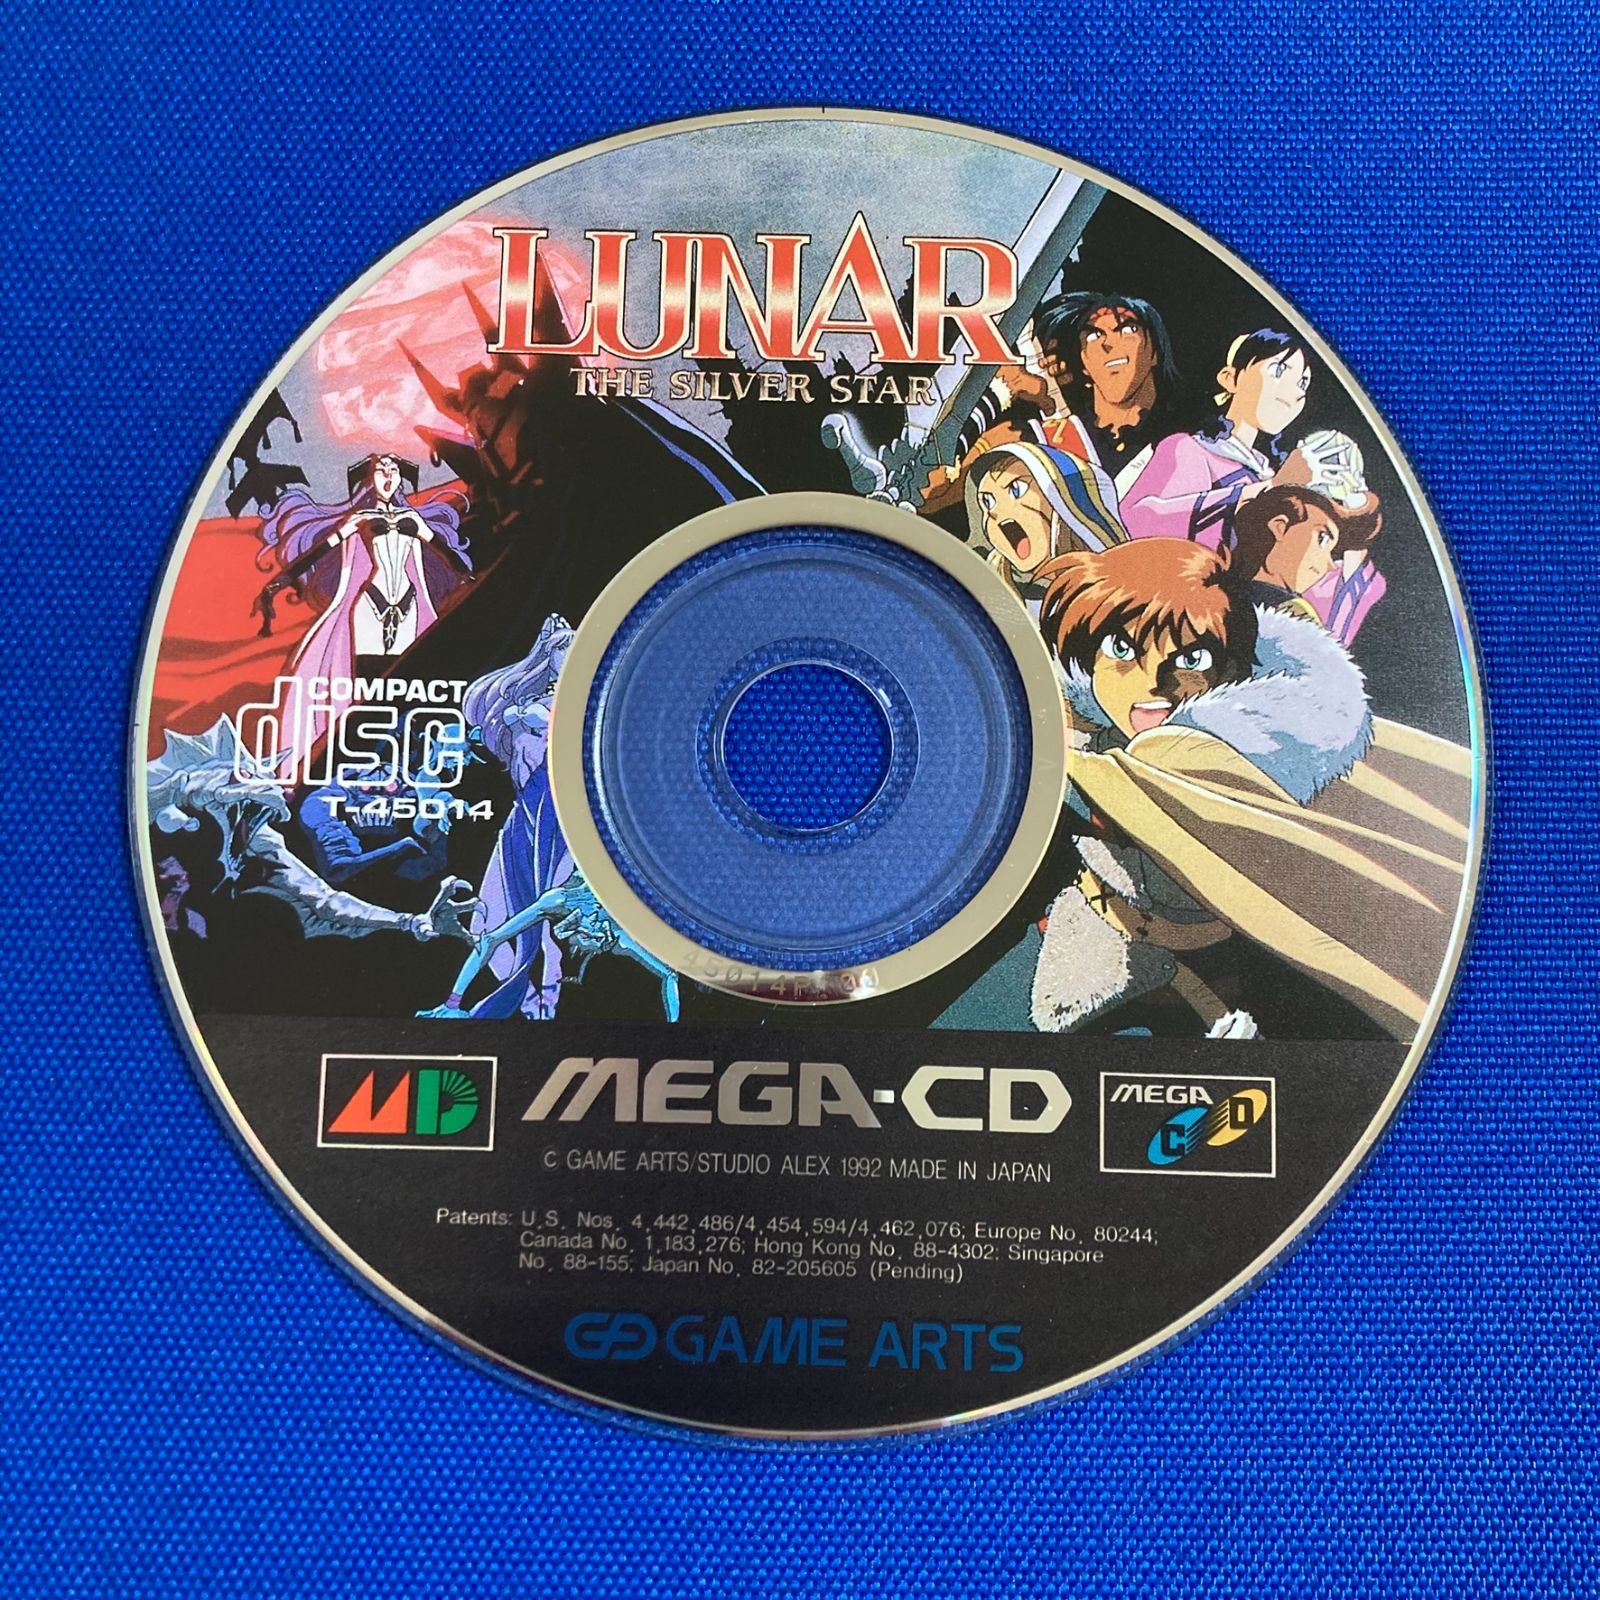 LUNAR
THE SILVER STAR
COMPACT
disc
T-45014
MD
MEGA-CD
MEGA
CD
© GAME ARTS/STUDIO ALEX 1992 MADE IN JAPAN
Patents: U.S. Nos. 4,442,486/4,454,594/4,462,076; Europe No. 80244;
Canada No. 1,183,276; Hong Kong No. 88-4302; Singapore
No. 88-155; Japan No. 82-205605 (Pending)
GAME ARTS